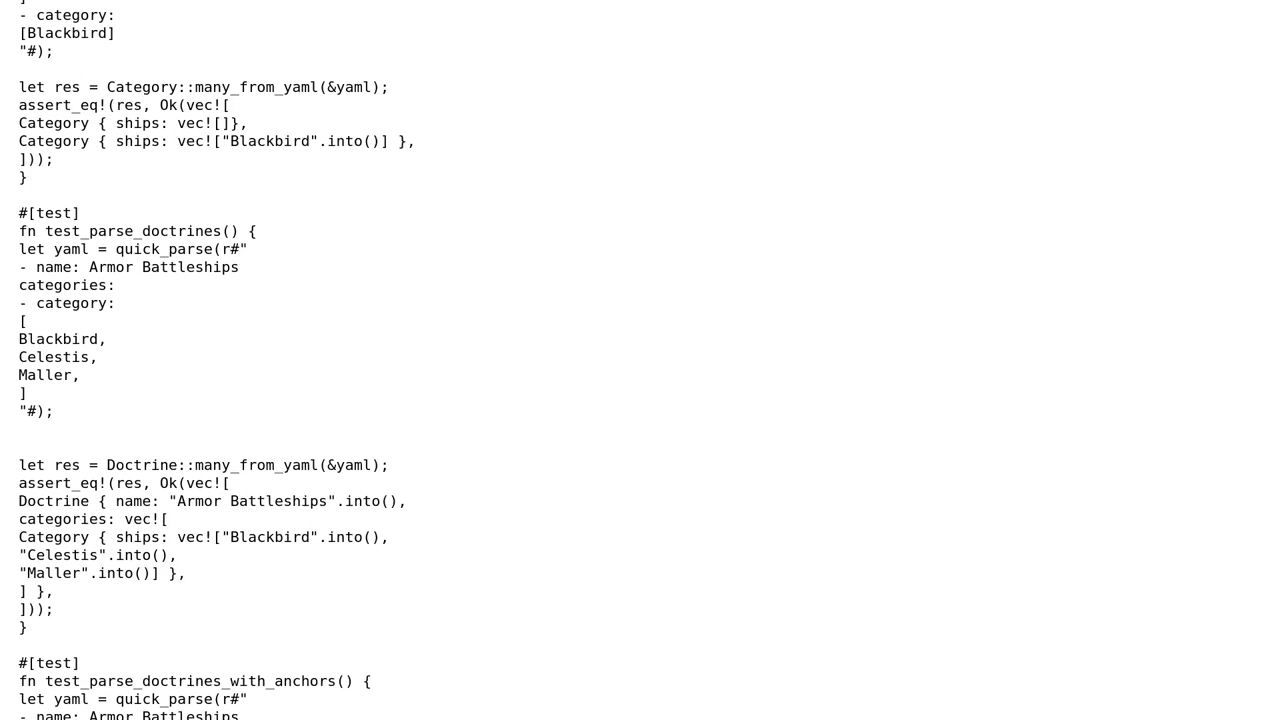 ]
- category:
[Blackbird]
"#);

let res = Category::many_from_yaml(&yaml);
assert_eq!(res, Ok(vec![
Category { ships: vec![]},
Category { ships: vec!["Blackbird".into()] },
]));
}

#[test]
fn test_parse_doctrines() {
let yaml = quick_parse(r#"
- name: Armor Battleships
categories:
- category:
[
Blackbird,
Celestis,
Maller,
]
"#);


let res = Doctrine::many_from_yaml(&yaml);
assert_eq!(res, Ok(vec![
Doctrine { name: "Armor Battleships".into(),
categories: vec![
Category { ships: vec!["Blackbird".into(),
"Celestis".into(),
"Maller".into()] },
] },
]));
}

#[test]
fn test_parse_doctrines_with_anchors() {
let yaml = quick_parse(r#"
- name: Armor Battleships